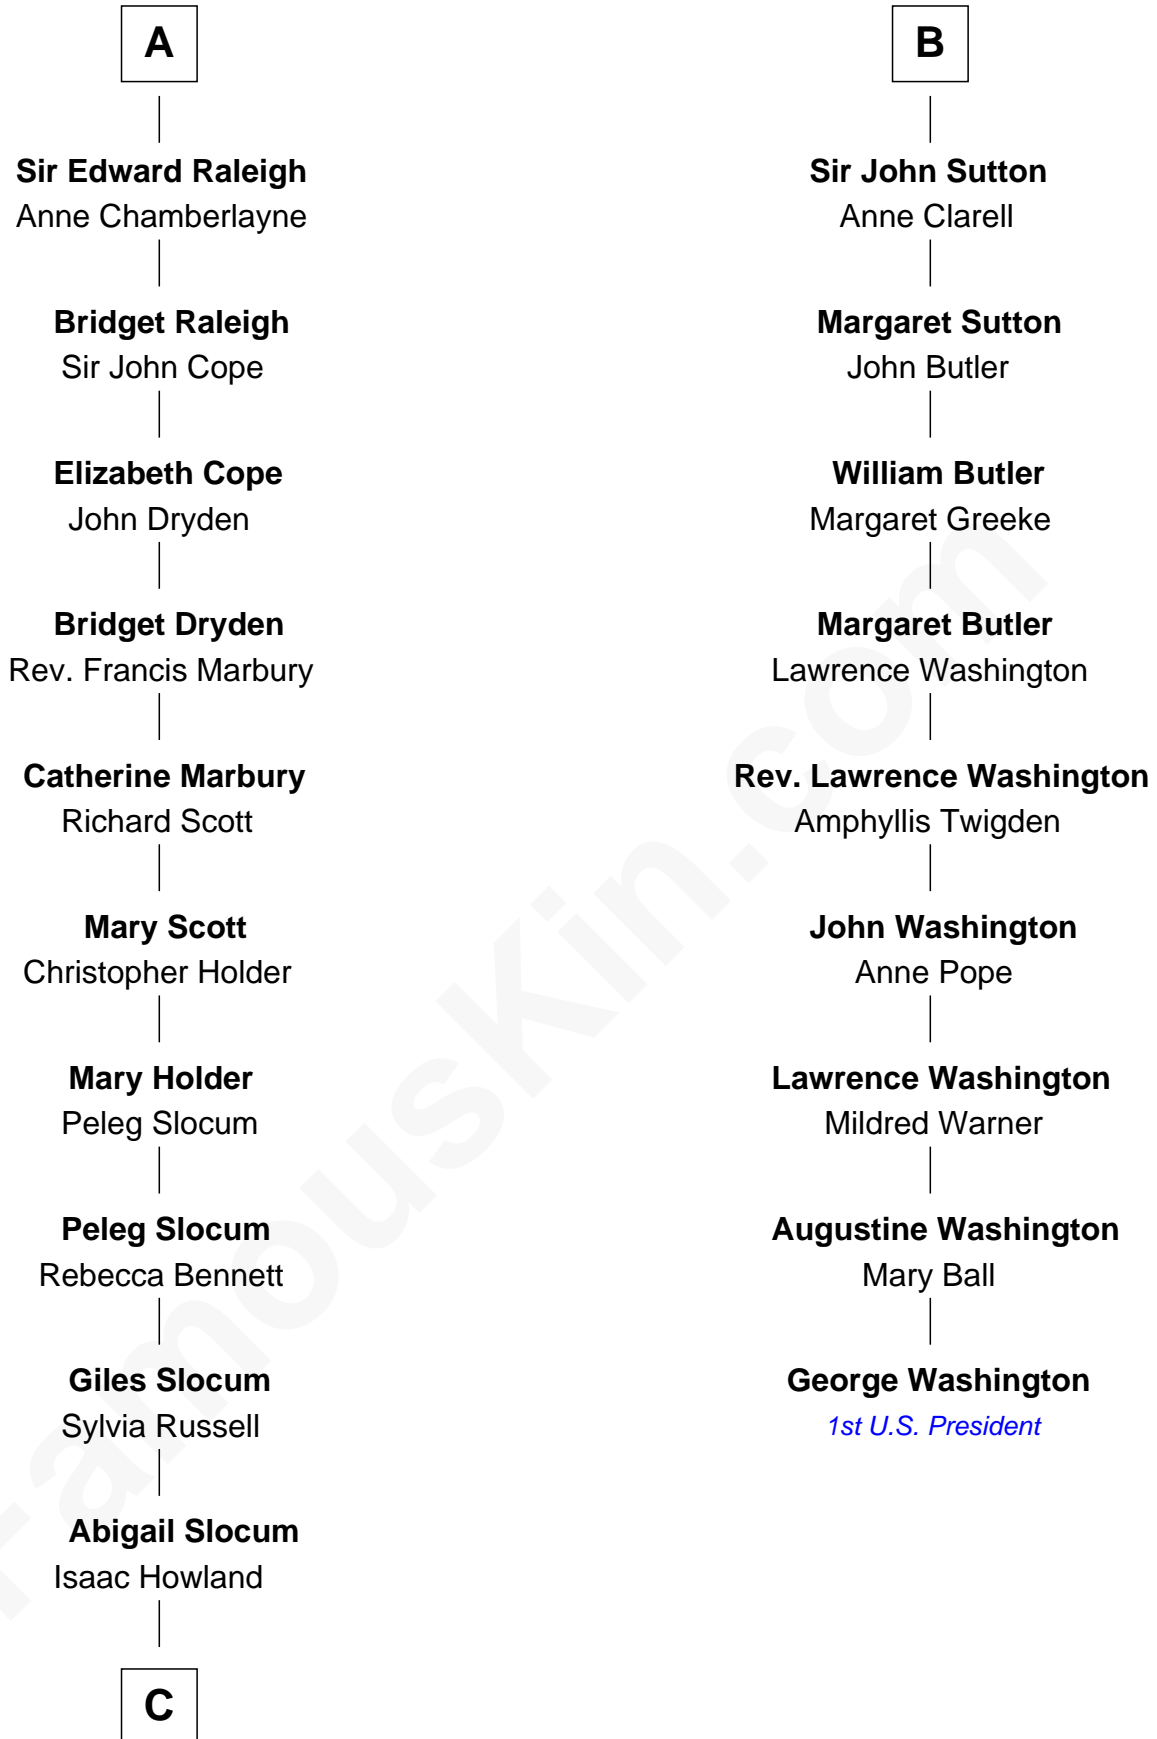 A
Sir Edward Raleigh
Anne Chamberlayne
Bridget Raleigh
Sir John Cope
Elizabeth Cope
John Dryden
Bridget Dryden
Rev. Francis Marbury
Catherine Marbury
Richard Scott
Mary Scott
Christopher Holder
Mary Holder
Peleg Slocum
Peleg Slocum
Rebecca Bennett
Giles Slocum
Sylvia Russell
Abigail Slocum
Isaac Howland
C
B
Sir John Sutton
Anne Clarell
Margaret Sutton
John Butler
William Butler
Margaret Greeke
Margaret Butler
Lawrence Washington
Rev. Lawrence Washington
Amphyllis Twigden
John Washington
Anne Pope
Lawrence Washington
Mildred Warner
Augustine Washington
Mary Ball
George Washington
1st U.S. President
FamousKin.com